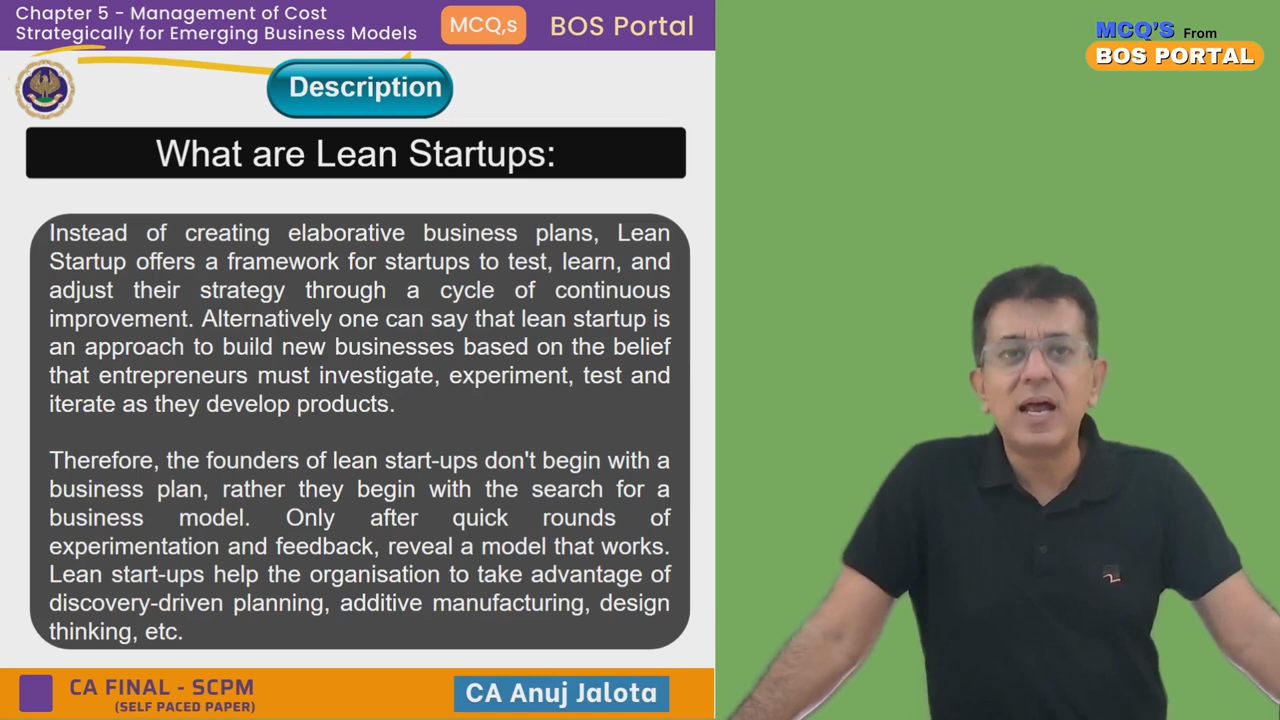 Chapter 5 - Management of Cost
Strategically for Emerging Business Models
MCQ,s
BOS Portal
MCQ'S From
BOS PORTAL
Description
What are Lean Startups:
Instead of creating elaborative business plans, Lean
Startup offers a framework for startups to test, learn, and
adjust their strategy through a cycle of continuous
improvement. Alternatively one can say that lean startup is
an approach to build new businesses based on the belief
that entrepreneurs must investigate, experiment, test and
iterate as they develop products.
Therefore, the founders of lean start-ups don't begin with a
business plan, rather they begin with the search for a
business model. Only after quick rounds of
experimentation and feedback, reveal a model that works.
Lean start-ups help the organisation to take advantage of
discovery-driven planning, additive manufacturing, design
thinking, etc.
CA FINAL - SCPM
(SELF PACED PAPER)
CA Anuj Jalota